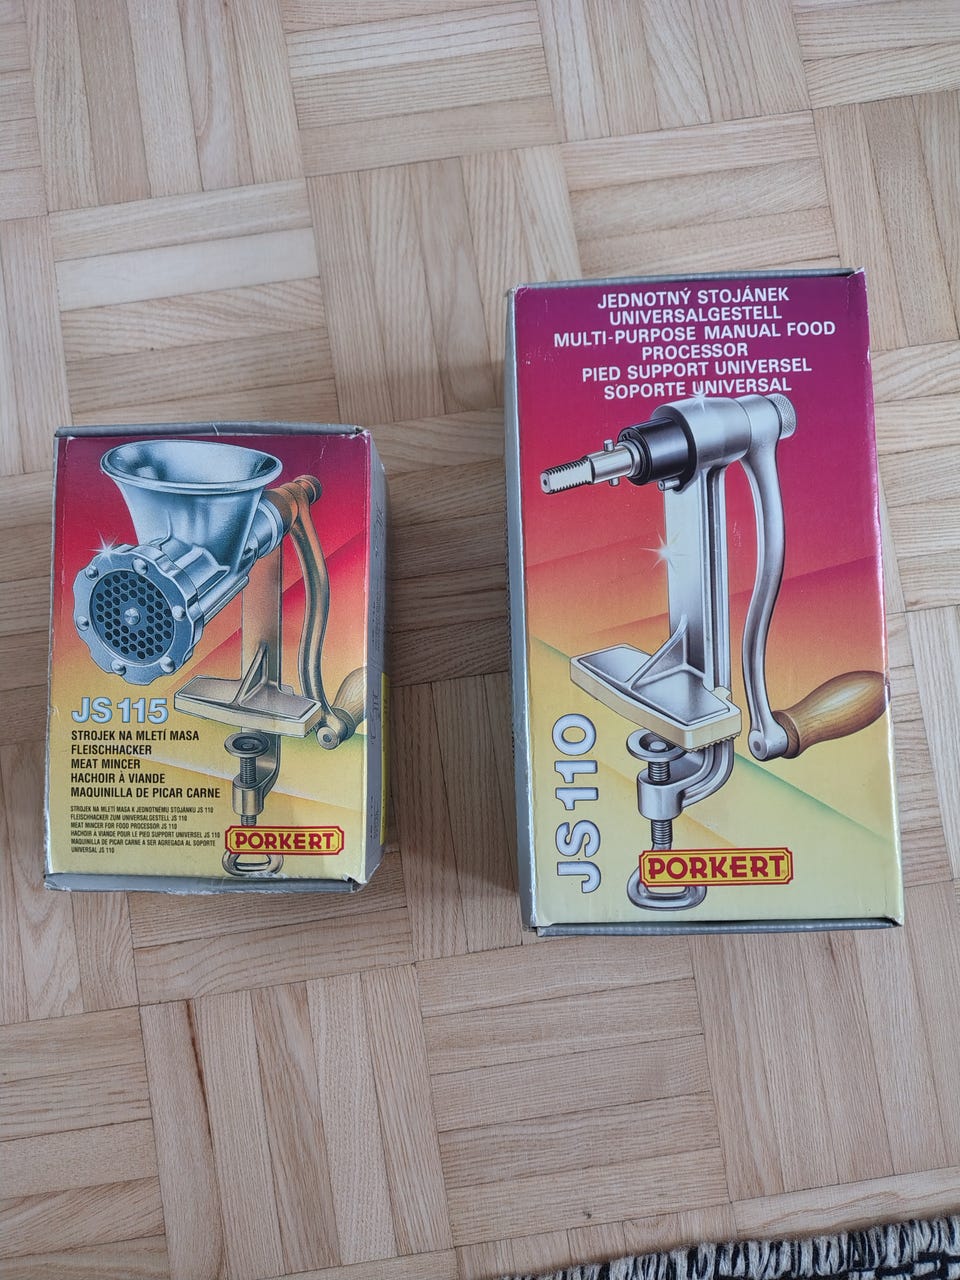 JS 115
STROJEK NA MLETÍ MASA
FLEISCHHACKER
MEAT MINCER
HACHOIR À VIANDE
MAQUINILLA DE PICAR CARNE
STROJEK NA MLETÍ MASA K JEDNOTNÉMU STOJÁNKU JS 110
FLEISCHHACKER ZUM UNIVERSALGESTELL JS 110
MEAT MINCER FOR FOOD PROCESSOR JS 110
HACHOIR À VIANDE POUR LE PIED SUPPORT UNIVERSEL JS 110
MAQUINILLA DE PICAR CARNE A SER AGREGADA AL SOPORTE
UNIVERSAL JS 110
PORKERT
JEDNOTNÝ STOJÁNEK
UNIVERSALGESTELL
MULTI-PURPOSE MANUAL FOOD
PROCESSOR
PIED SUPPORT UNIVERSEL
SOPORTE UNIVERSAL
JS 110
PORKERT